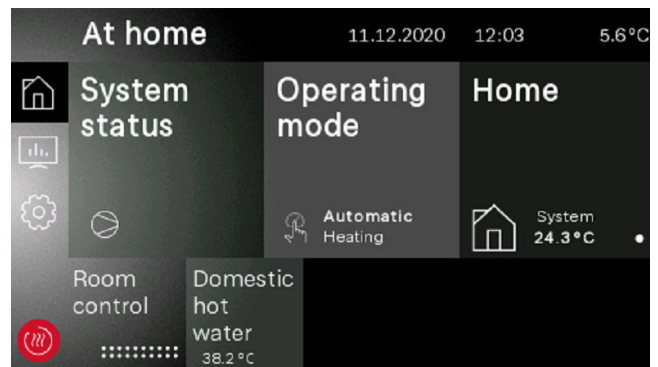 At home 11.12.2020 12:03 5.6°C
System status
Operating mode
Automatic
Heating
Home
System
24.3°C
Room control
Domestic hot water
38.2°C